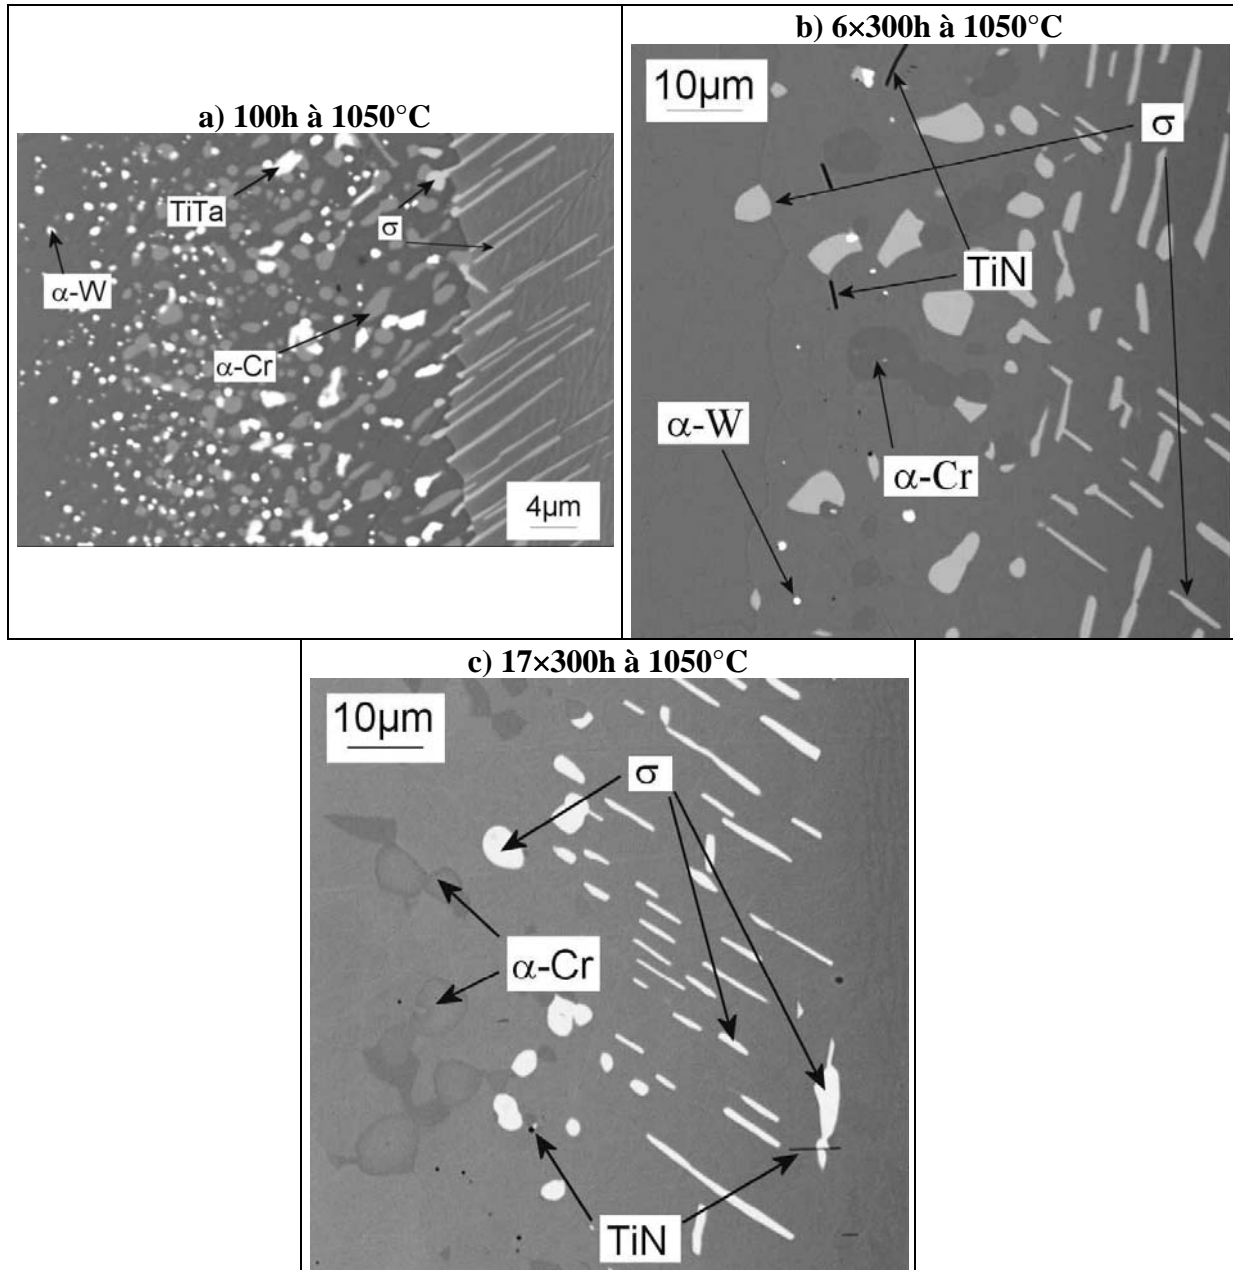 a) 100h à 1050°C
TiTa
σ
α-W
α-Cr
4µm
b) 6×300h à 1050°C
10µm
σ
TiN
α-W
α-Cr
c) 17×300h à 1050°C
10µm
σ
α-Cr
TiN